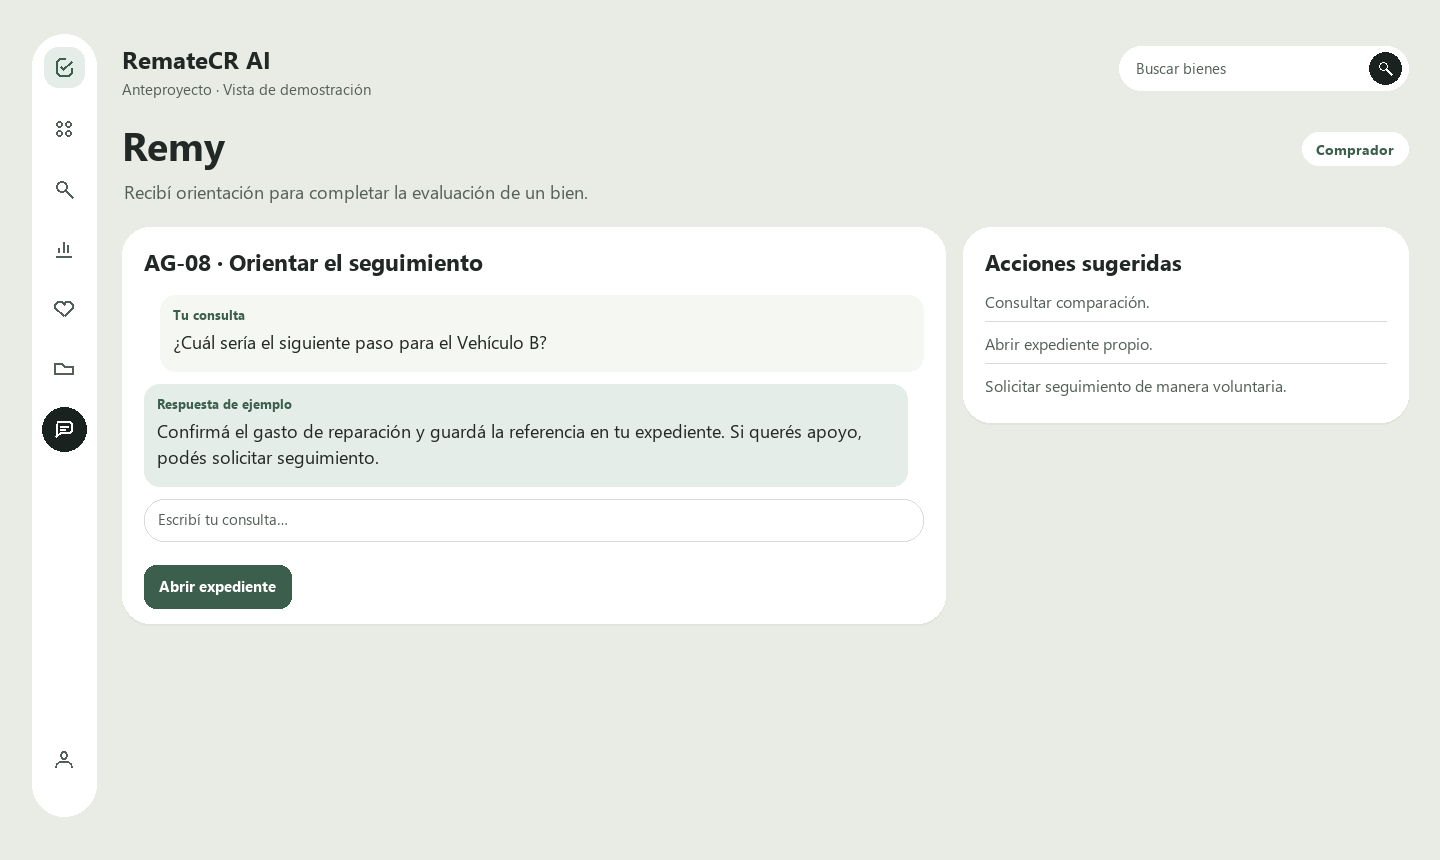 RemateCR AI
Anteproyecto · Vista de demostración
Buscar bienes
Remy
Comprador
Recibí orientación para completar la evaluación de un bien.
AG-08 · Orientar el seguimiento
Tu consulta
¿Cuál sería el siguiente paso para el Vehículo B?
Respuesta de ejemplo
Confirmá el gasto de reparación y guardá la referencia en tu expediente. Si querés apoyo,
podés solicitar seguimiento.
Escribí tu consulta...
Abrir expediente
Acciones sugeridas
Consultar comparación.
Abrir expediente propio.
Solicitar seguimiento de manera voluntaria.